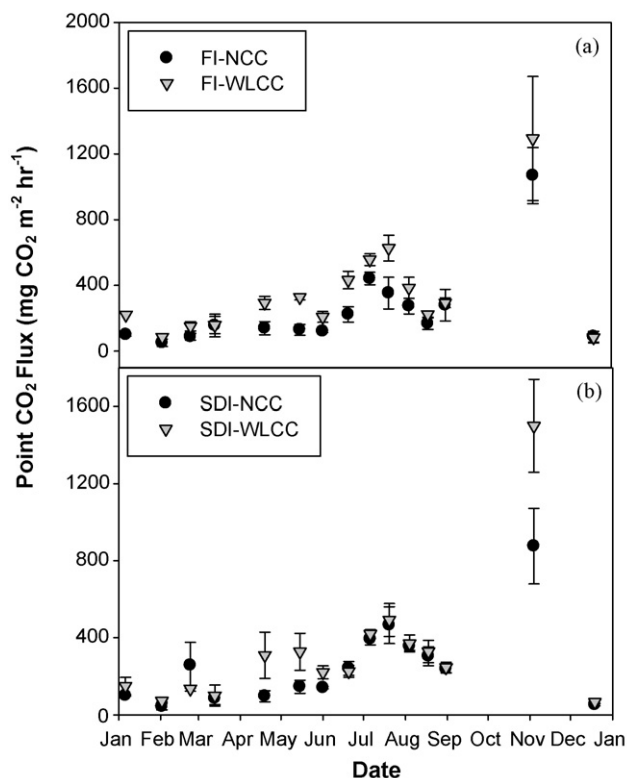 2000
(a)
FI-NCC
FI-WLCC
1600
1200
800
400
0
Point CO₂ Flux (mg CO₂ m⁻² hr⁻¹)
(b)
SDI-NCC
SDI-WLCC
1600
1200
800
400
0
Jan Feb Mar Apr May Jun Jul Aug Sep Oct Nov Dec Jan
Date